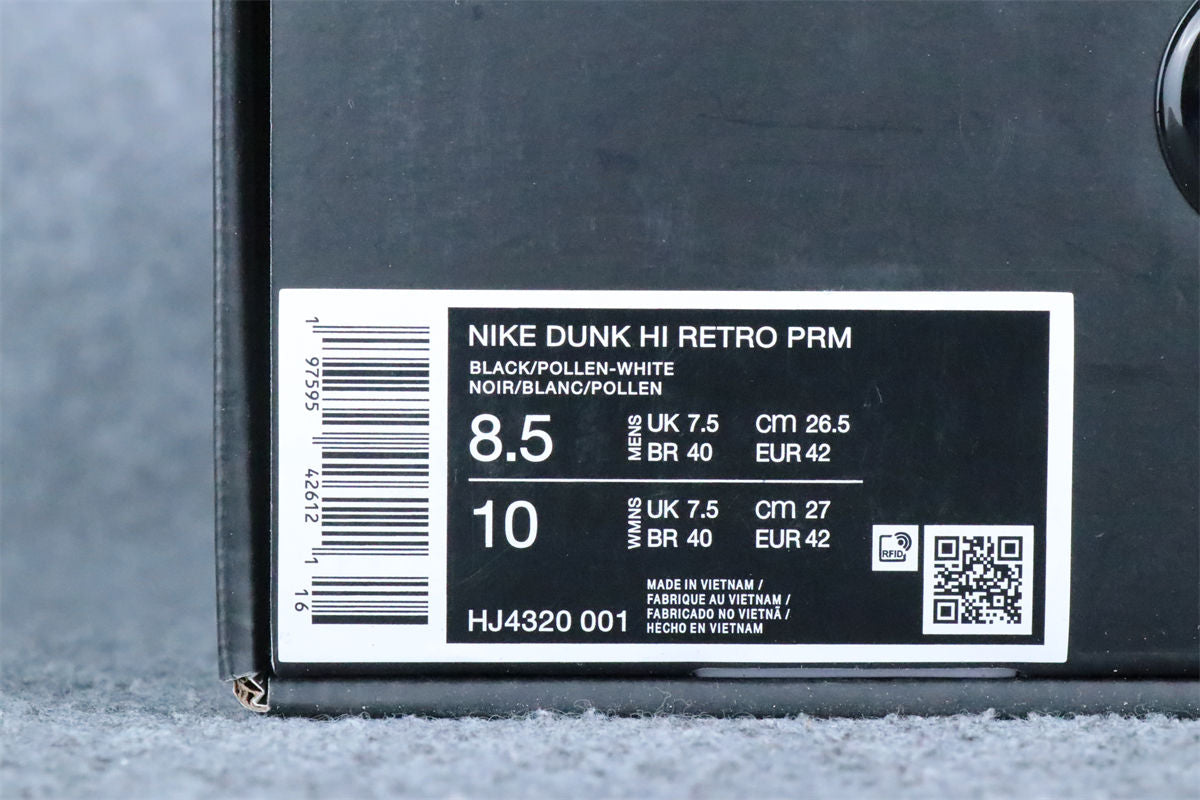 NIKE DUNK HI RETRO PRM
BLACK/POLLEN-WHITE
NOIR/BLANC/POLLEN
8.5
MENS
UK 7.5 cm 26.5
BR 40 EUR 42
10
WMNS
UK 7.5 cm 27
BR 40 EUR 42
HJ4320 001
MADE IN VIETNAM /
FABRIQUE AU VIETNAM /
FABRICADO NO VIETNÃ /
HECHO EN VIETNAM
RFID
1 97595 42612 1
16